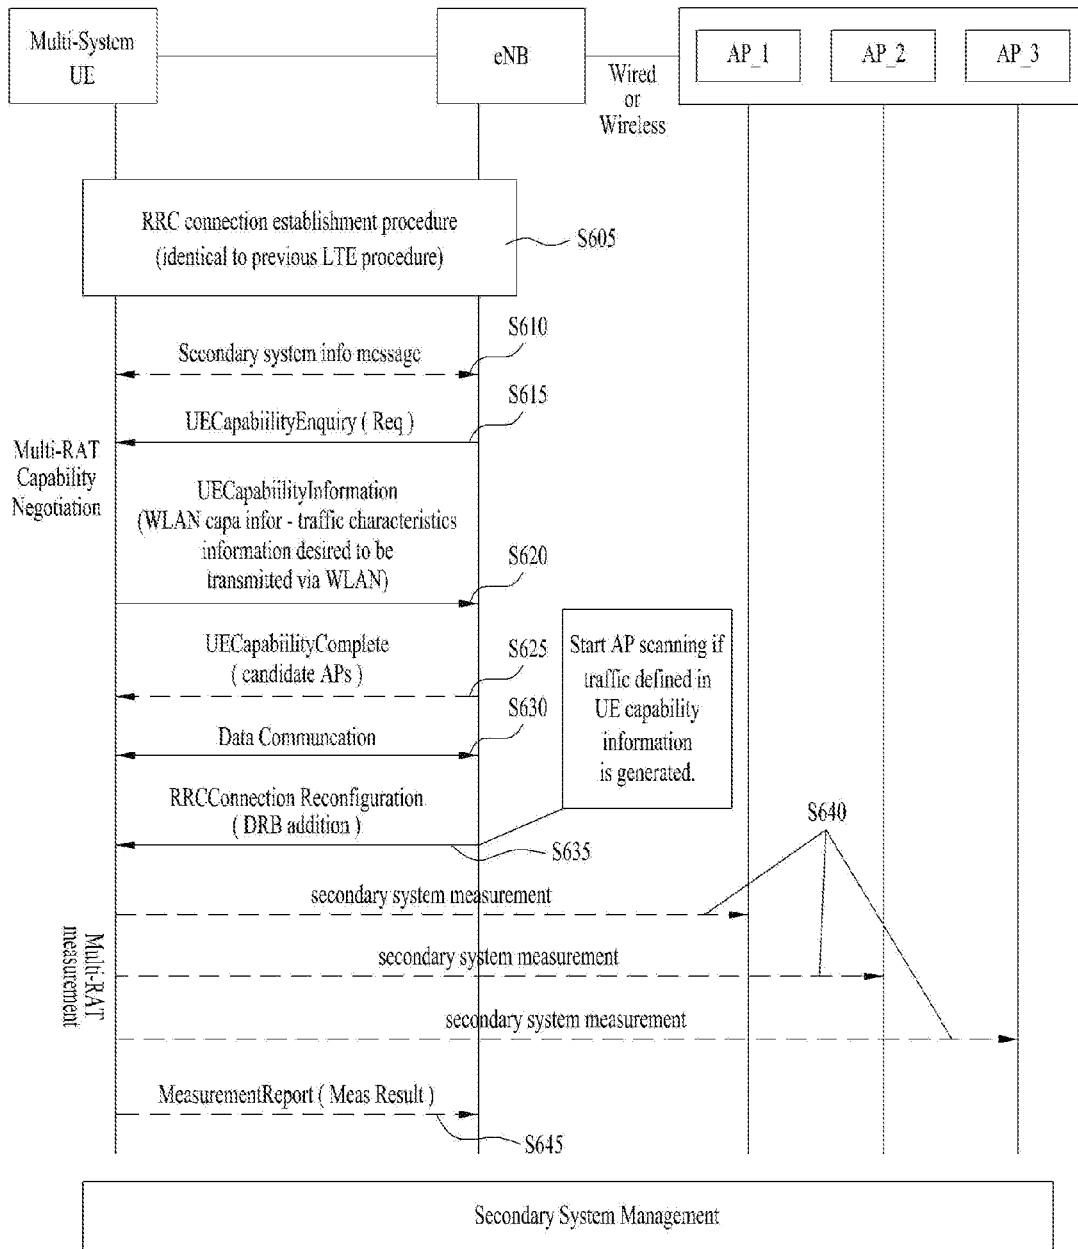 Multi-System
UE
eNB
Wired
or
Wireless
AP_1
AP_2
AP_3
RRC connection establishment procedure
(identical to previous LTE procedure)
S605
Secondary system info message
S610
UECapabiilityEnquiry ( Req )
S615
Multi-RAT
Capability
Negotiation
UECapabiilityInformation
(WLAN capa infor - traffic characteristics
information desired to be
transmitted via WLAN)
S620
UECapabiilityComplete
( candidate APs )
S625
Start AP scanning if
traffic defined in
UE capability
information
is generated.
Data Communcation
S630
RRCConnection Reconfiguration
( DRB addition )
S635
S640
secondary system measurement
secondary system measurement
secondary system measurement
Multi-RAT
measurement
MeasurementReport ( Meas Result )
S645
Secondary System Management